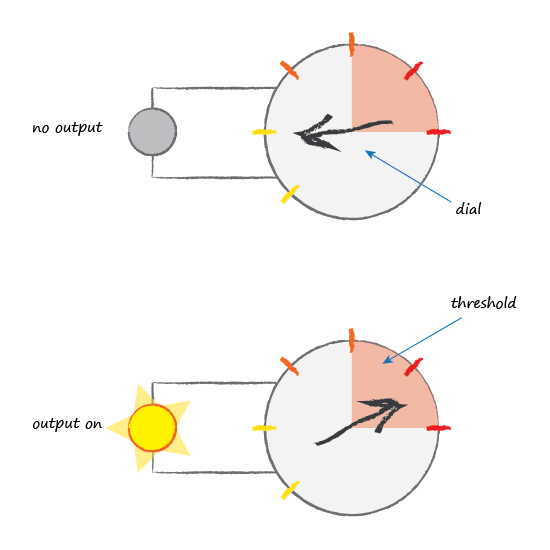 no output
dial
threshold
output on